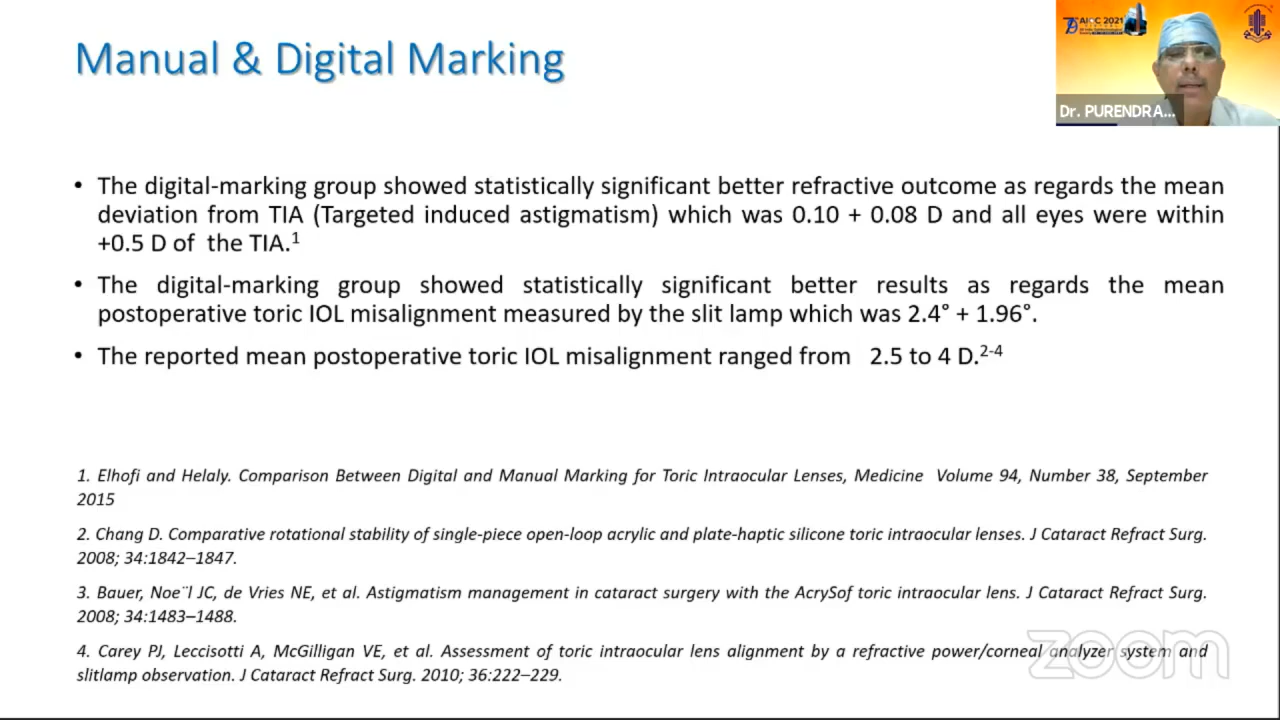 Manual & Digital Marking
AIOC 2021
Dr. PURENDRA...
• The digital-marking group showed statistically significant better refractive outcome as regards the mean
deviation from TIA (Targeted induced astigmatism) which was 0.10 + 0.08 D and all eyes were within
+0.5 D of the TIA.1
• The digital-marking group showed statistically significant better results as regards the mean
postoperative toric IOL misalignment measured by the slit lamp which was 2.4° + 1.96°.
• The reported mean postoperative toric IOL misalignment ranged from 2.5 to 4 D.2-4
1. Elhofi and Helaly. Comparison Between Digital and Manual Marking for Toric Intraocular Lenses, Medicine Volume 94, Number 38, September
2015
2. Chang D. Comparative rotational stability of single-piece open-loop acrylic and plate-haptic silicone toric intraocular lenses. J Cataract Refract Surg.
2008; 34:1842–1847.
3. Bauer, Noe¨l JC, de Vries NE, et al. Astigmatism management in cataract surgery with the AcrySof toric intraocular lens. J Cataract Refract Surg.
2008; 34:1483–1488.
4. Carey PJ, Leccisotti A, McGilligan VE, et al. Assessment of toric intraocular lens alignment by a refractive power/corneal analyzer system and
slitlamp observation. J Cataract Refract Surg. 2010; 36:222–229.
zoom